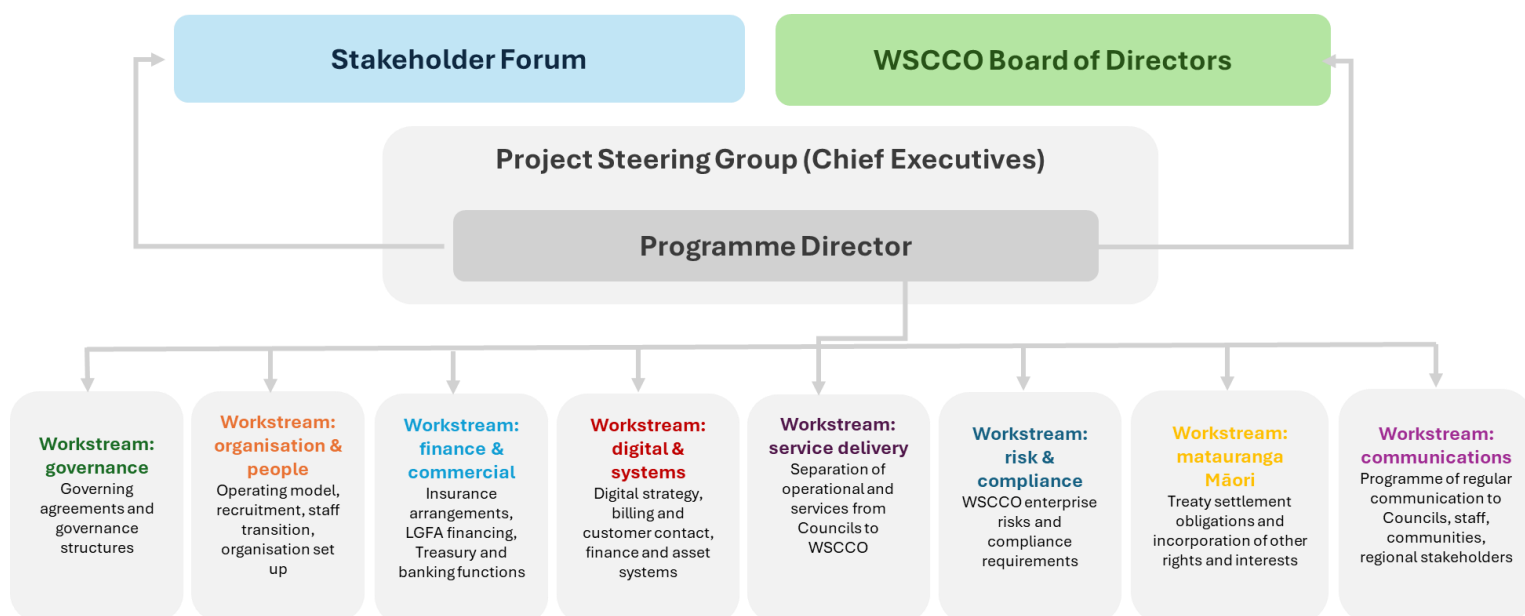 Stakeholder Forum
WSCCO Board of Directors
Project Steering Group (Chief Executives)
Programme Director
Workstream:
governance
Governing
agreements and
governance
structures
Workstream:
organisation &
people
Operating model,
recruitment, staff
transition,
organisation set
up
Workstream:
finance &
commercial
Insurance
arrangements,
LGFA financing,
Treasury and
banking functions
Workstream:
digital &
systems
Digital strategy,
billing and
customer contact,
finance and asset
systems
Workstream:
service delivery
Separation of
operational and
services from
Councils to
WSCCO
Workstream:
risk &
compliance
WSCCO enterprise
risks and
compliance
requirements
Workstream:
matauranga
Māori
Treaty settlement
obligations and
incorporation of other
rights and interests
Workstream:
communications
Programme of regular
communication to
Councils, staff,
communities,
regional stakeholders